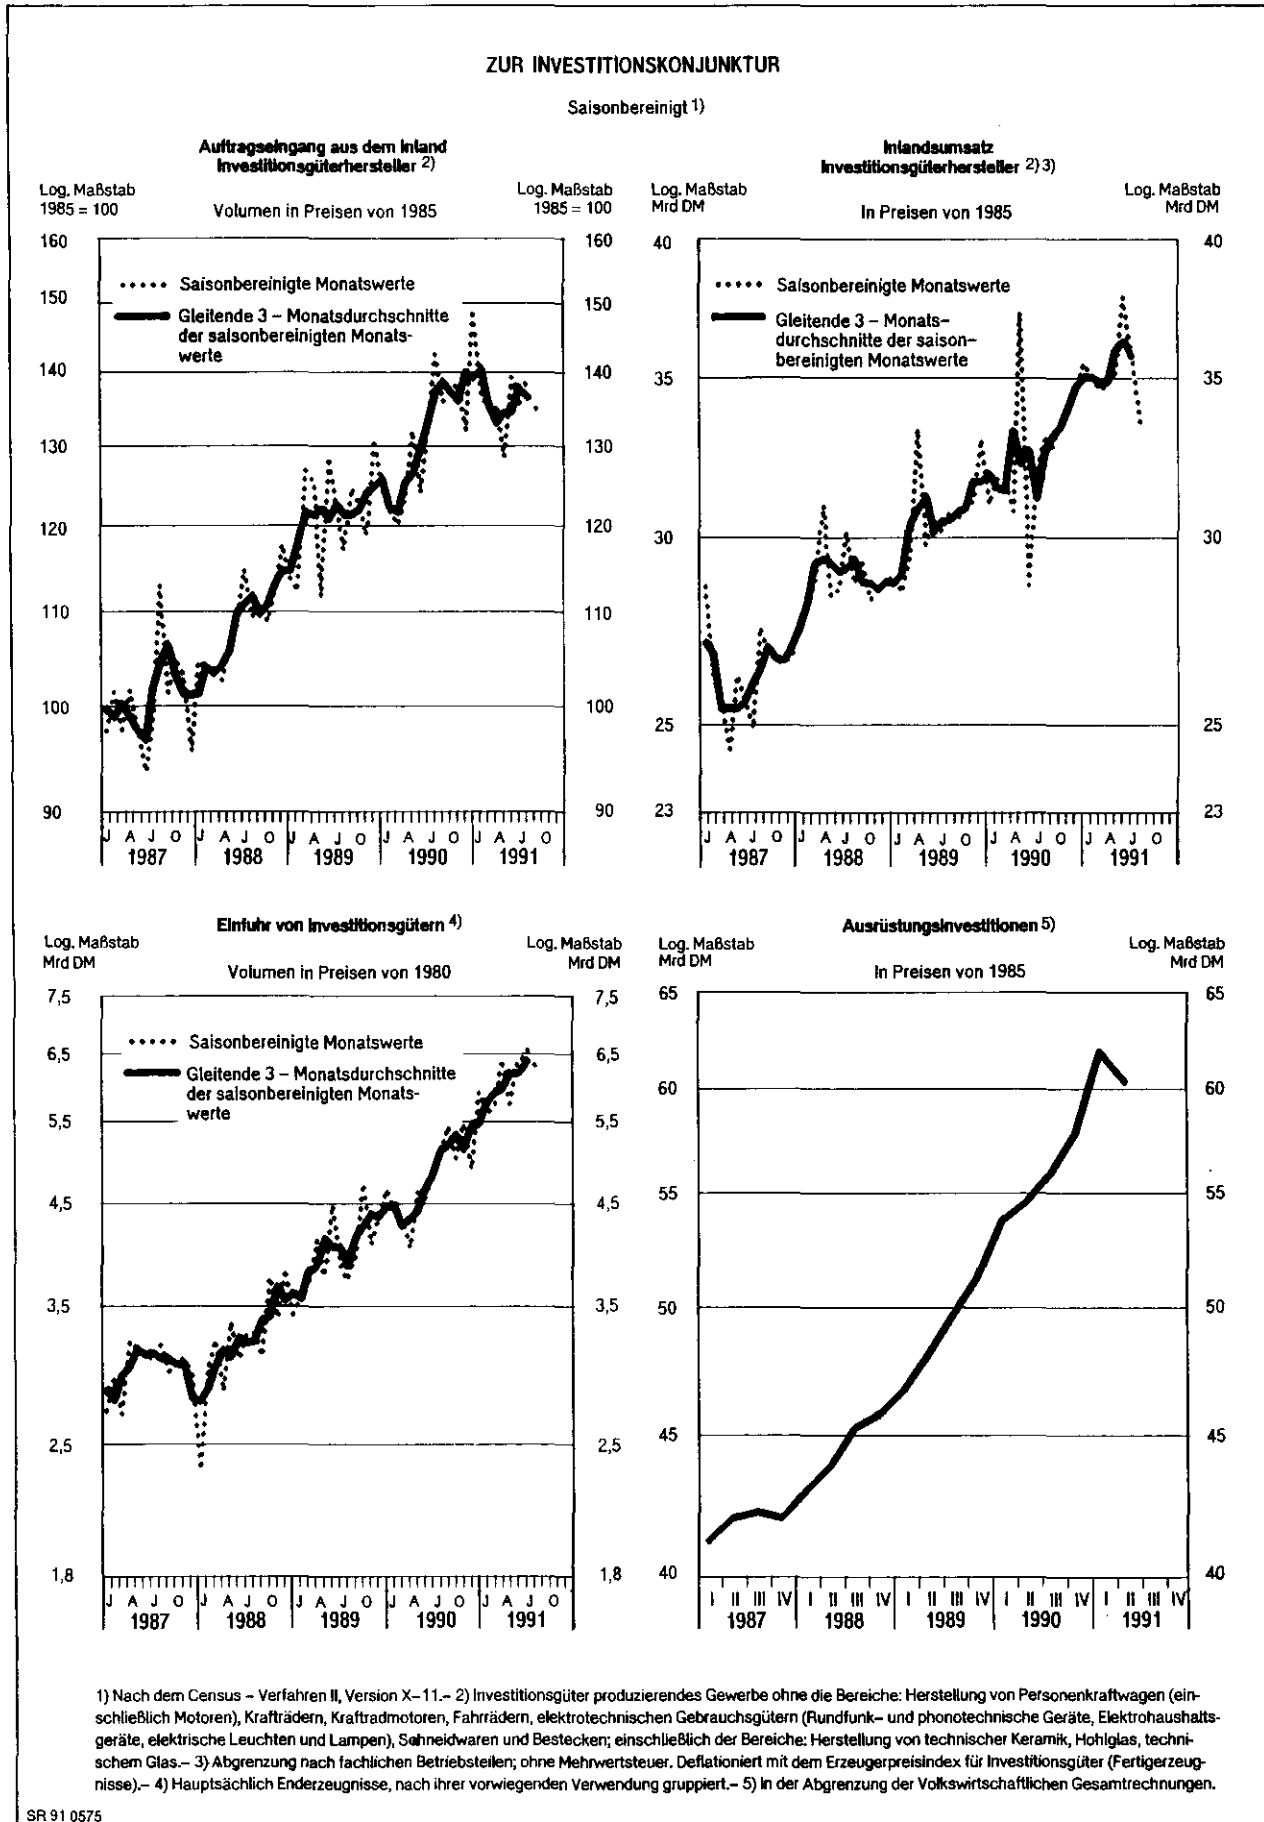 ZUR INVESTITIONSKONJUNKTUR
Saisonbereinigt 1)
Auftragseingang aus dem Inland
Investitionsgüterhersteller 2)
Log. Maßstab
1985 = 100
Volumen in Preisen von 1985
Log. Maßstab
1985 = 100
160
150
140
130
120
110
100
90
Saisonbereinigte Monatswerte
Gleitende 3 – Monatsdurchschnitte
der saisonbereinigten Monats-
werte
160
150
140
130
120
110
100
90
J A J O J A J O J A J O J A J O J A J O
1987 1988 1989 1990 1991
Inlandsumsatz
Investitionsgüterhersteller 2) 3)
Log. Maßstab
Mrd DM
In Preisen von 1985
Log. Maßstab
Mrd DM
40
35
30
25
23
Saisonbereinigte Monatswerte
Gleitende 3 – Monats-
durchschnitte der saison-
bereinigten Monatswerte
40
35
30
25
23
J A J O J A J O J A J O J A J O J A J O
1987 1988 1989 1990 1991
Einfuhr von Investitionsgütern 4)
Log. Maßstab
Mrd DM
Volumen in Preisen von 1980
Log. Maßstab
Mrd DM
7,5
6,5
5,5
4,5
3,5
2,5
1,8
Saisonbereinigte Monatswerte
Gleitende 3 – Monatsdurchschnitte
der saisonbereinigten Monats-
werte
7,5
6,5
5,5
4,5
3,5
2,5
1,8
J A J O J A J O J A J O J A J O J A J O
1987 1988 1989 1990 1991
Ausrüstungsinvestitionen 5)
Log. Maßstab
Mrd DM
In Preisen von 1985
Log. Maßstab
Mrd DM
65
60
55
50
45
40
65
60
55
50
45
40
I II III IV I II III IV I II III IV I II III IV I II III IV
1987 1988 1989 1990 1991
1) Nach dem Census – Verfahren II, Version X–11.– 2) Investitionsgüter produzierendes Gewerbe ohne die Bereiche: Herstellung von Personenkraftwagen (ein-
schließlich Motoren), Krafträdern, Kraftradmotoren, Fahrrädern, elektrotechnischen Gebrauchsgütern (Rundfunk– und phonotechnische Geräte, Elektrohaushalts-
geräte, elektrische Leuchten und Lampen), Schneidwaren und Bestecken; einschließlich der Bereiche: Herstellung von technischer Keramik, Hohlglas, techni-
schem Glas.– 3) Abgrenzung nach fachlichen Betriebsteilen; ohne Mehrwertsteuer. Deflationiert mit dem Erzeugerpreisindex für Investitionsgüter (Fertigerzeug-
nisse).– 4) Hauptsächlich Enderzeugnisse, nach ihrer vorwiegenden Verwendung gruppiert.– 5) In der Abgrenzung der Volkswirtschaftlichen Gesamtrechnungen.
SR 91 0575